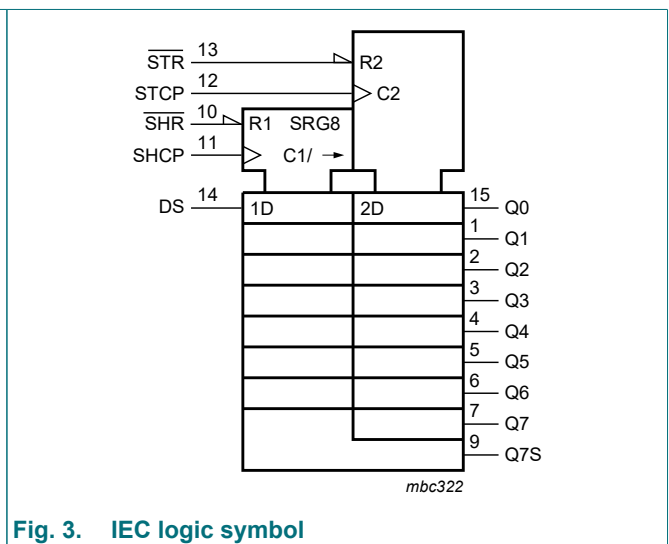 STR 13 R2
STCP 12 C2
SHR 10 R1 SRG8
SHCP 11 C1/ →
DS 14 1D 2D 15 Q0
1 Q1
2 Q2
3 Q3
4 Q4
5 Q5
6 Q6
7 Q7
9 Q7S
mbc322
Fig. 3. IEC logic symbol